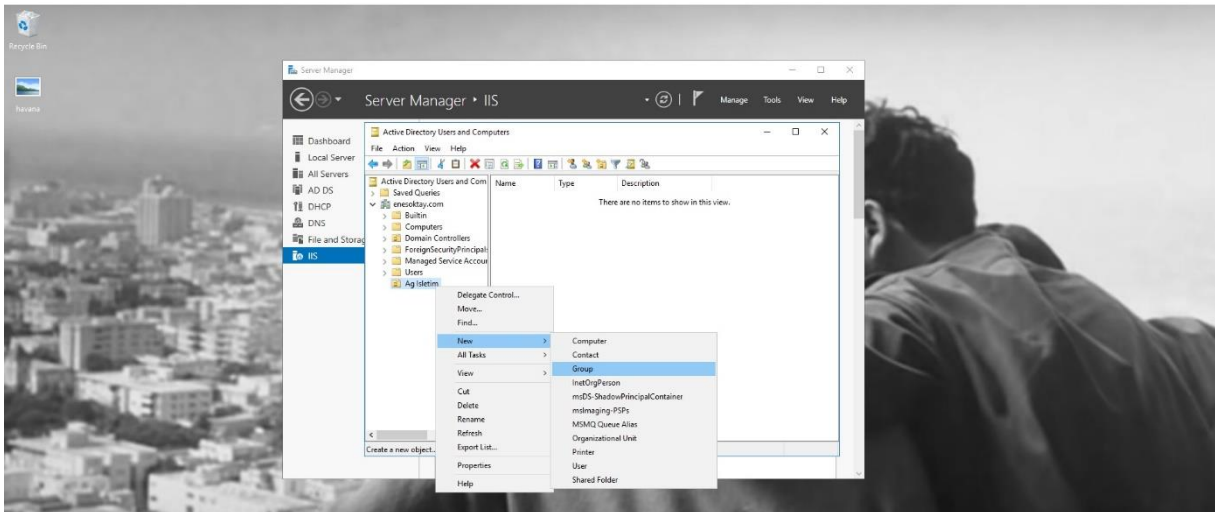 Recycle Bin
havana
Server Manager
Server Manager ‣ IIS
Manage Tools View Help
Dashboard
Local Server
All Servers
AD DS
DHCP
DNS
File and Storag
IIS
Active Directory Users and Computers
File Action View Help
Active Directory Users and Com
Saved Queries
enesoktay.com
Builtin
Computers
Domain Controllers
ForeignSecurityPrincipals
Managed Service Accour
Users
Ag Isletim
Name Type Description
There are no items to show in this view.
Create a new object...
Delegate Control...
Move...
Find...
New
All Tasks
View
Cut
Delete
Rename
Refresh
Export List...
Properties
Help
Computer
Contact
Group
InetOrgPerson
msDS-ShadowPrincipalContainer
msImaging-PSPs
MSMQ Queue Alias
Organizational Unit
Printer
User
Shared Folder